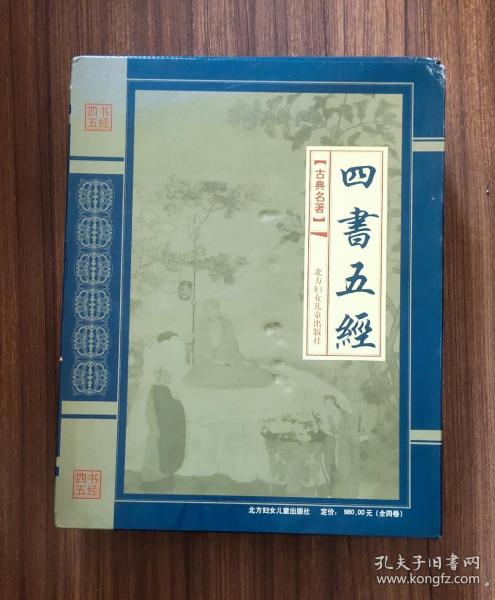 四书
五经
【古典名著】
四書五經
北方妇女儿童出版社
四书
五经
北方妇女儿童出版社 定价: 980.00元(全四卷)
孔夫子旧书网
www.kongfz.com